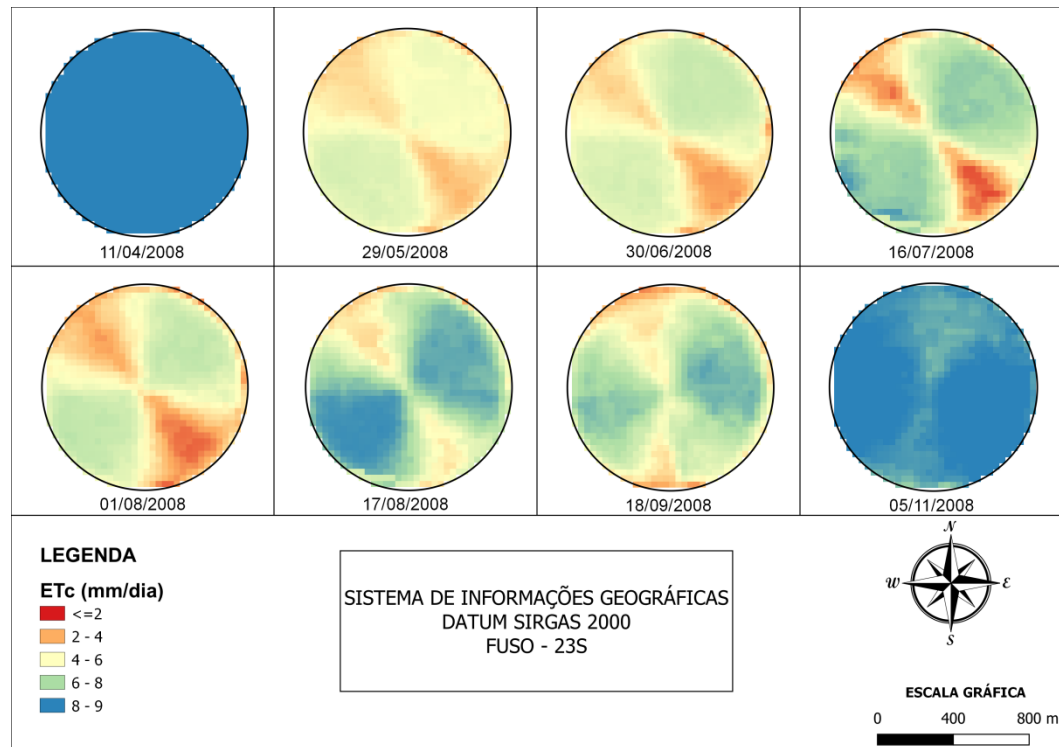 11/04/2008
29/05/2008
30/06/2008
16/07/2008
01/08/2008
17/08/2008
18/09/2008
05/11/2008
LEGENDA
ETc (mm/dia)
<=2
2 - 4
4 - 6
6 - 8
8 - 9
SISTEMA DE INFORMAÇÕES GEOGRÁFICAS
DATUM SIRGAS 2000
FUSO - 23S
N
W
E
S
ESCALA GRÁFICA
0 400 800 m